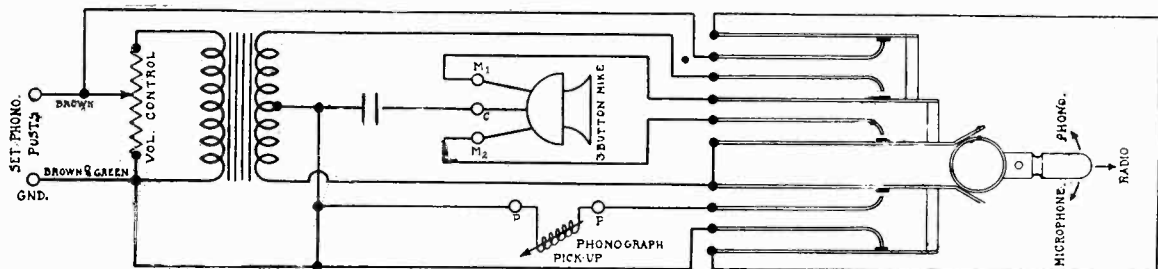 SET-PHONO.
POSTS
BROWN
BROWN & GREEN
GND.
VOL. CONTROL
M1
C
M2
3 BUTTON MIKE
P
P
PHONOGRAPH
PICK-UP
PHONO.
RADIO
MICROPHONE.